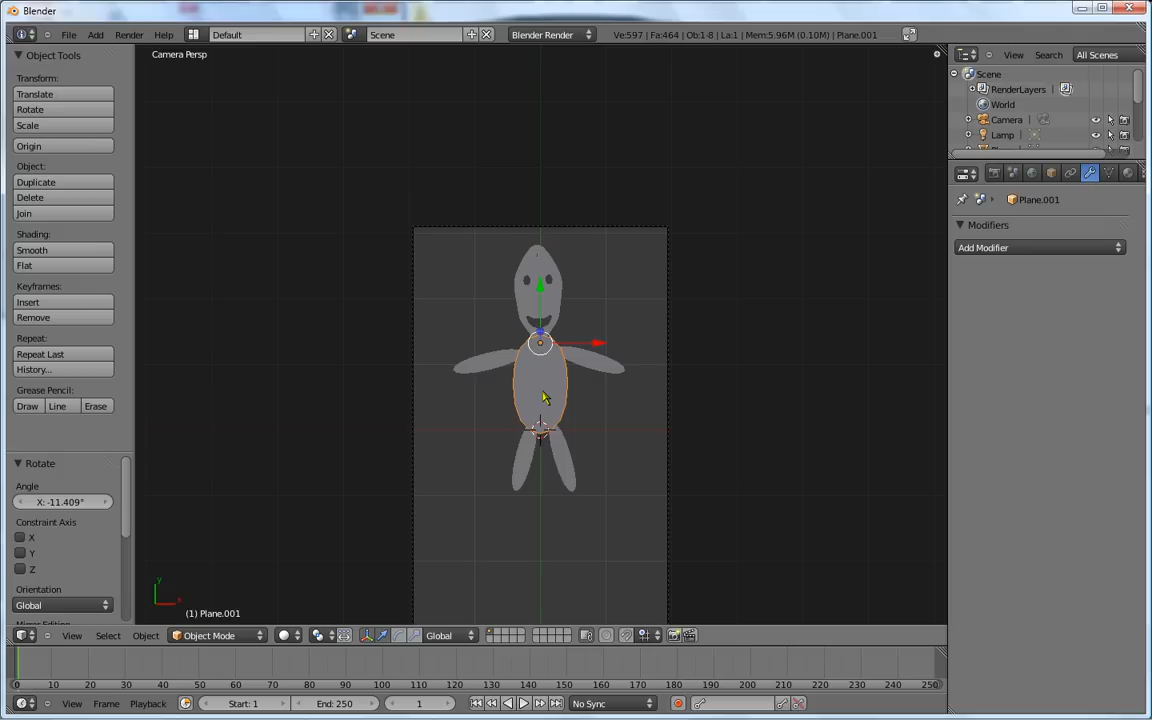 Blender
File Add Render Help Default Scene Blender Render Ve:597 | Fa:464 | Ob:1-8 | La:1 | Mem:5.96M (0.10M) | Plane.001
Object Tools
Transform:
Translate
Rotate
Scale
Origin
Object:
Duplicate
Delete
Join
Shading:
Smooth
Flat
Keyframes:
Insert
Remove
Repeat:
Repeat Last
History...
Grease Pencil:
Draw Line Erase
Rotate
Angle
X: -11.409°
Constraint Axis
X
Y
Z
Orientation
Global
Camera Persp
y
x
(1) Plane.001
View Select Object Object Mode Global
0 10 20 30 40 50 60 70 80 90 100 110 120 130 140 150 160 170 180 190 200 210 220 230 240 250
View Frame Playback Start: 1 End: 250 1 No Sync
View Search All Scenes
Scene
RenderLayers |
World
Camera |
Lamp |
Plane.001
Modifiers
Add Modifier